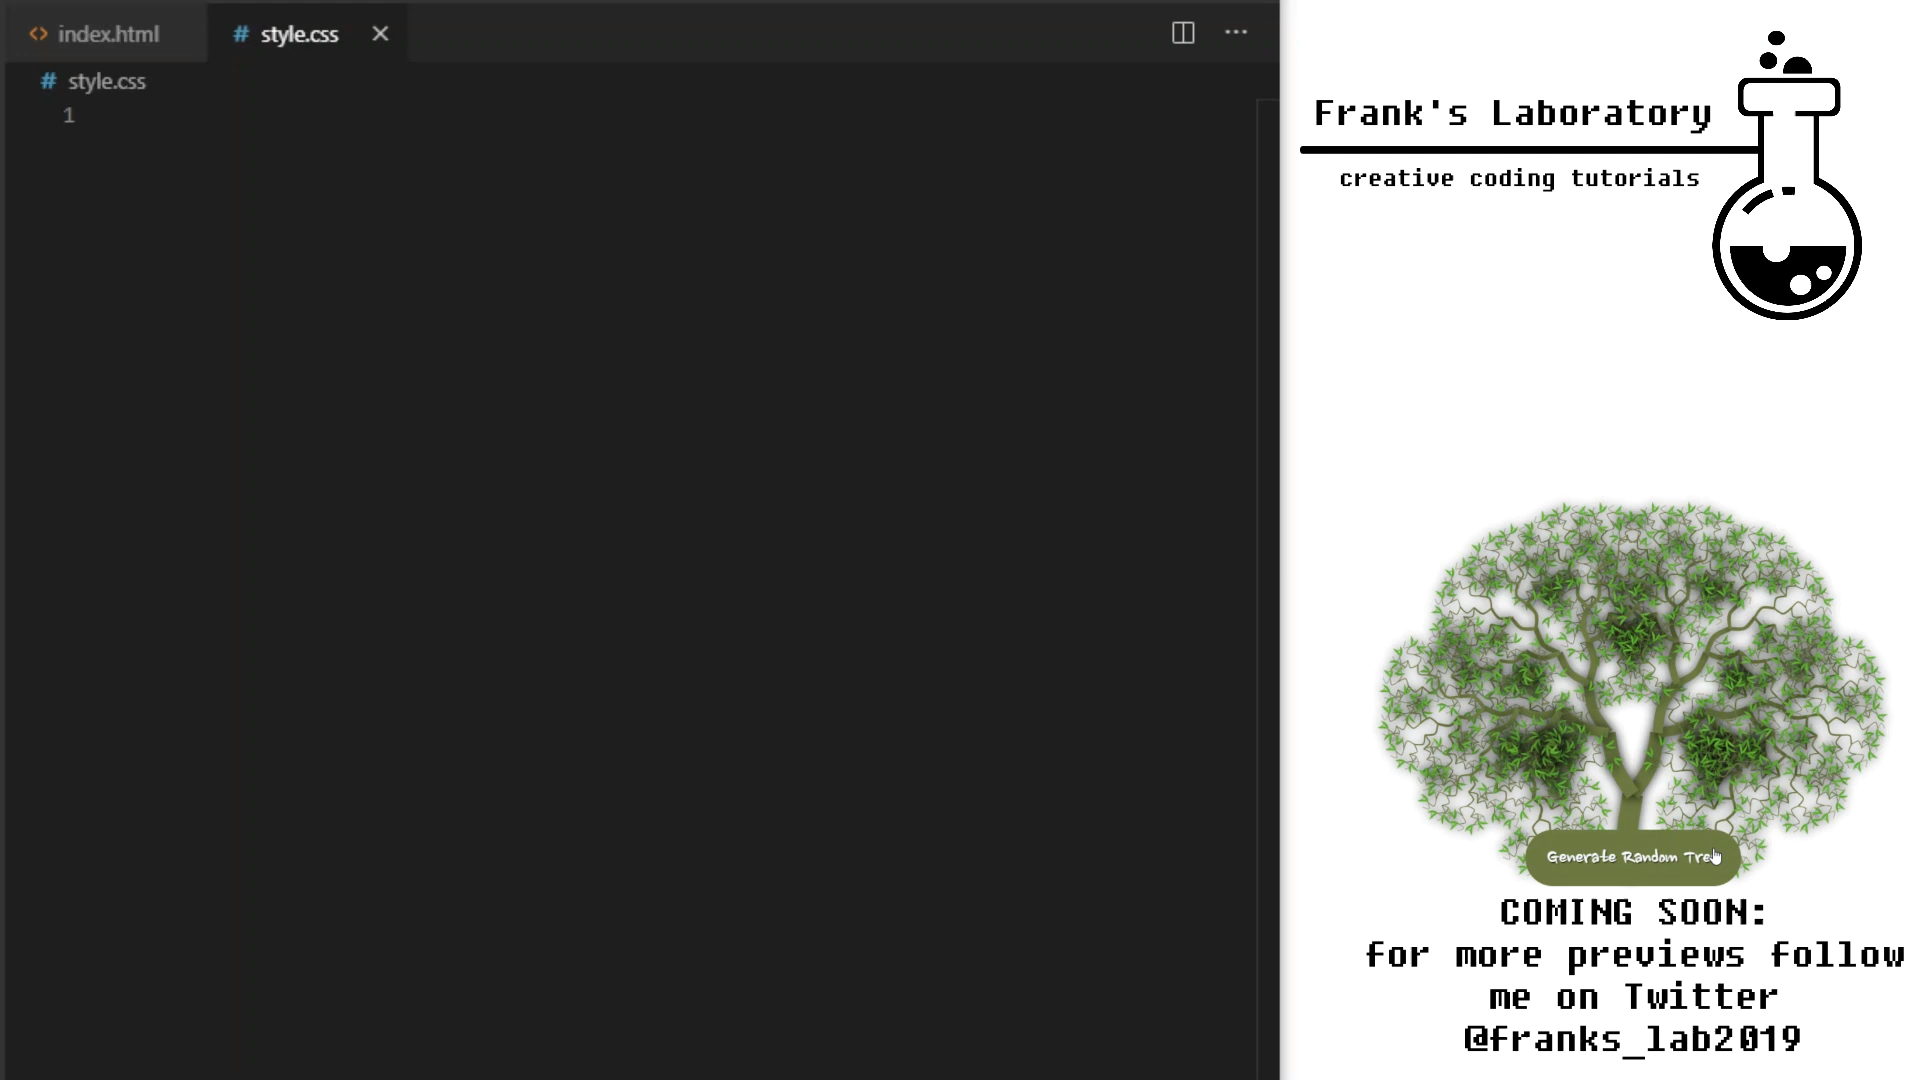 index.html
# style.css
# style.css
1
Frank's Laboratory
creative coding tutorials
Generate Random Tree
COMING SOON:
for more previews follow
me on Twitter
@franks_lab2019